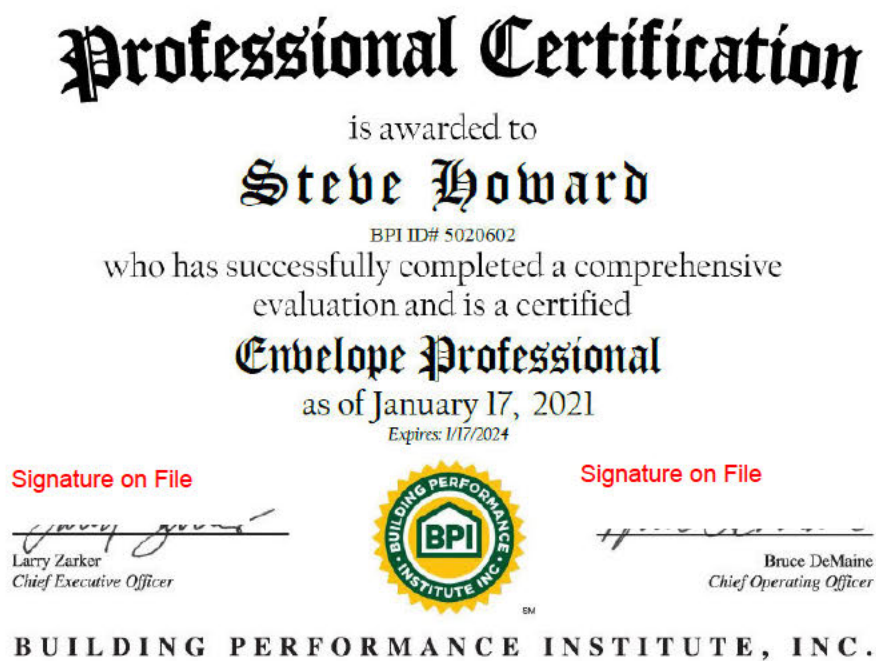 Professional Certification
is awarded to
Steve Howard
BPI ID# 5020602
who has successfully completed a comprehensive
evaluation and is a certified
Envelope Professional
as of January 17, 2021
Expires: 1/17/2024
Signature on File
Signature on File
BUILDING PERFORMANCE
BPI
INSTITUTE INC
SM
Larry Zarker
Chief Executive Officer
Bruce DeMaine
Chief Operating Officer
BUILDING PERFORMANCE INSTITUTE, INC.